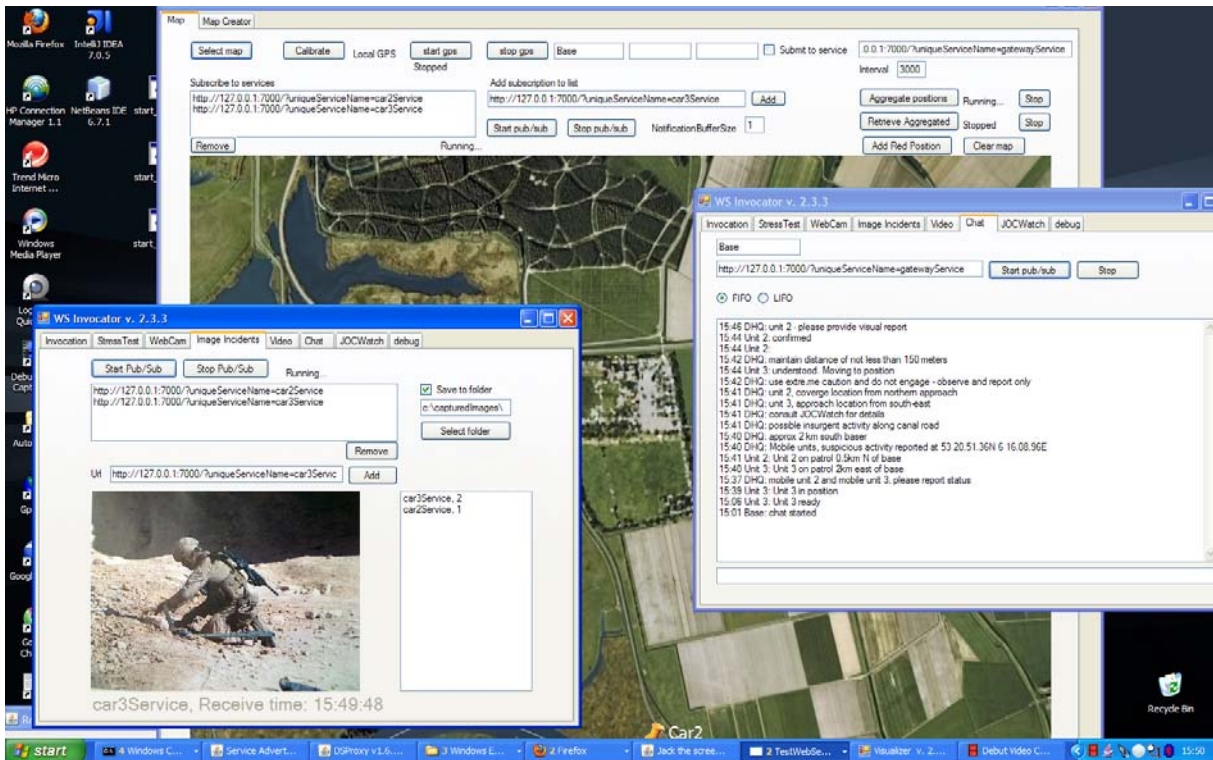 Mozilla Firefox
IntelliJ IDEA 7.0.5
HP Connection Manager 1.1
NetBeans IDE 6.7.1
start_
Trend Micro Internet ...
start_
Windows Media Player
start_
Map
Map Creator
Select map
Calibrate
Local GPS
start gps
stop gps
Base
Submit to service
.0.0.1:7000/?uniqueServiceName=gatewayService
Stopped
Interval
3000
Subscribe to services
Add subscription to list
http://127.0.0.1:7000/?uniqueServiceName=car2Service
http://127.0.0.1:7000/?uniqueServiceName=car3Service
http://127.0.0.1:7000/?uniqueServiceName=car3Service
Add
Aggregate positions
Running...
Stop
Start pub/sub
Stop pub/sub
NotificationBufferSize
1
Retrieve Aggregated
Stopped
Stop
Remove
Running...
Add Red Position
Clear map
WS Invocator v. 2.3.3
Invocation
StressTest
WebCam
Image Incidents
Video
Chat
JOCWatch
debug
Base
http://127.0.0.1:7000/?uniqueServiceName=gatewayService
Start pub/sub
Stop
FIFO
LIFO
15:46 DHQ: unit 2 - please provide visual report
15:44 Unit 2: confirmed
15:44 Unit 2:
15:42 DHQ: maintain distance of not less than 150 meters
15:44 Unit 3: understood. Moving to position
15:42 DHQ: use extre.me caution and do not engage - observe and report only
15:41 DHQ: unit 2, coverge location from northern approach
15:41 DHQ: unit 3, approach location from south-east
15:41 DHQ: consult JOCWatch for details
15:41 DHQ: possible insurgent activity along canal road
15:40 DHQ: approx 2 km south baser
15:40 DHQ: Mobile units, suspicious activity reported at 53 20.51.36N 6 16.08.96E
15:41 Unit 2: Unit 2 on patrol 0.5km N of base
15:40 Unit 3: Unit 3 on patrol 2km east of base
15:37 DHQ: mobile unit 2 and mobile unit 3, please report status
15:39 Unit 3: Unit 3 in position
15:06 Unit 3: Unit 3 ready
15:01 Base: chat started
WS Invocator v. 2.3.3
Invocation
StressTest
WebCam
Image Incidents
Video
Chat
JOCWatch
debug
Start Pub/Sub
Stop Pub/Sub
Running...
http://127.0.0.1:7000/?uniqueServiceName=car2Service
http://127.0.0.1:7000/?uniqueServiceName=car3Service
Save to folder
c:\capturedImages\
Select folder
Remove
Url
http://127.0.0.1:7000/?uniqueServiceName=car3Servic
Add
car3Service, 2
car2Service, 1
car3Service, Receive time: 15:49:48
Car2
Recycle Bin
start
4 Windows C...
Service Advert...
DSProxy v1.6....
3 Windows E...
2 Firefox
Jack the scree...
2 TestWebSe...
Visualizer v. 2....
Debut Video C...
15:50